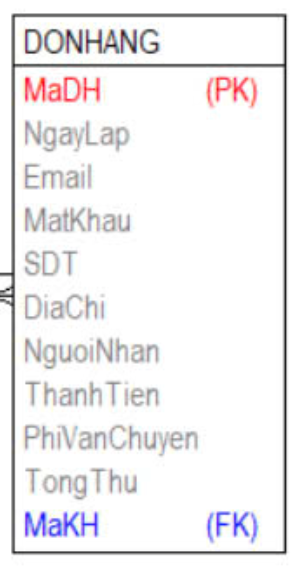 DONHANG
MaDH (PK)
NgayLap
Email
MatKhau
SDT
DiaChi
NguoiNhan
ThanhTien
PhiVanChuyen
TongThu
MaKH (FK)